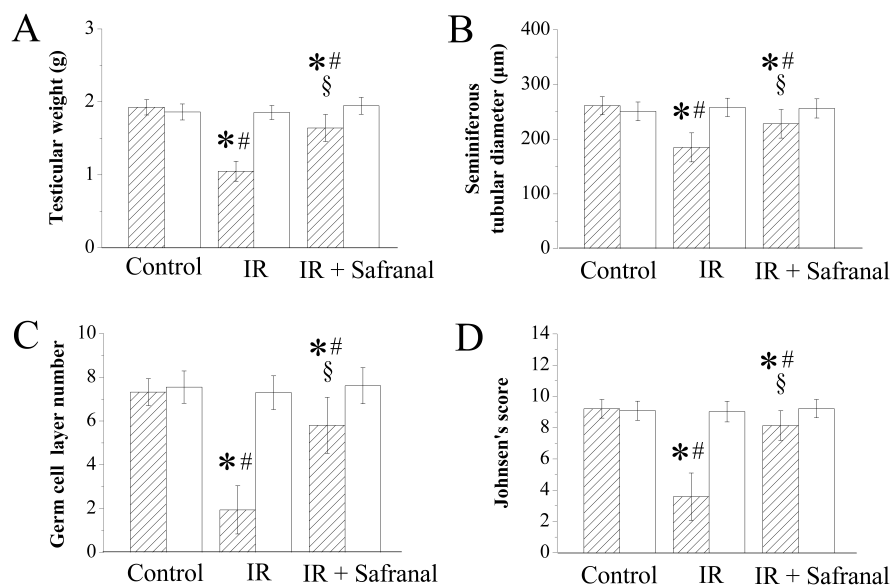 A
Testicular weight (g)
3
2
1
0
*#
*#
§
Control
IR
IR + Safranal
B
Seminiferous
tubular diameter (µm)
400
300
200
100
0
*#
*#
§
Control
IR
IR + Safranal
C
Germ cell layer number
10
8
6
4
2
0
*#
*#
§
Control
IR
IR + Safranal
D
Johnsen's score
14
12
10
8
6
4
2
0
*#
*#
§
Control
IR
IR + Safranal